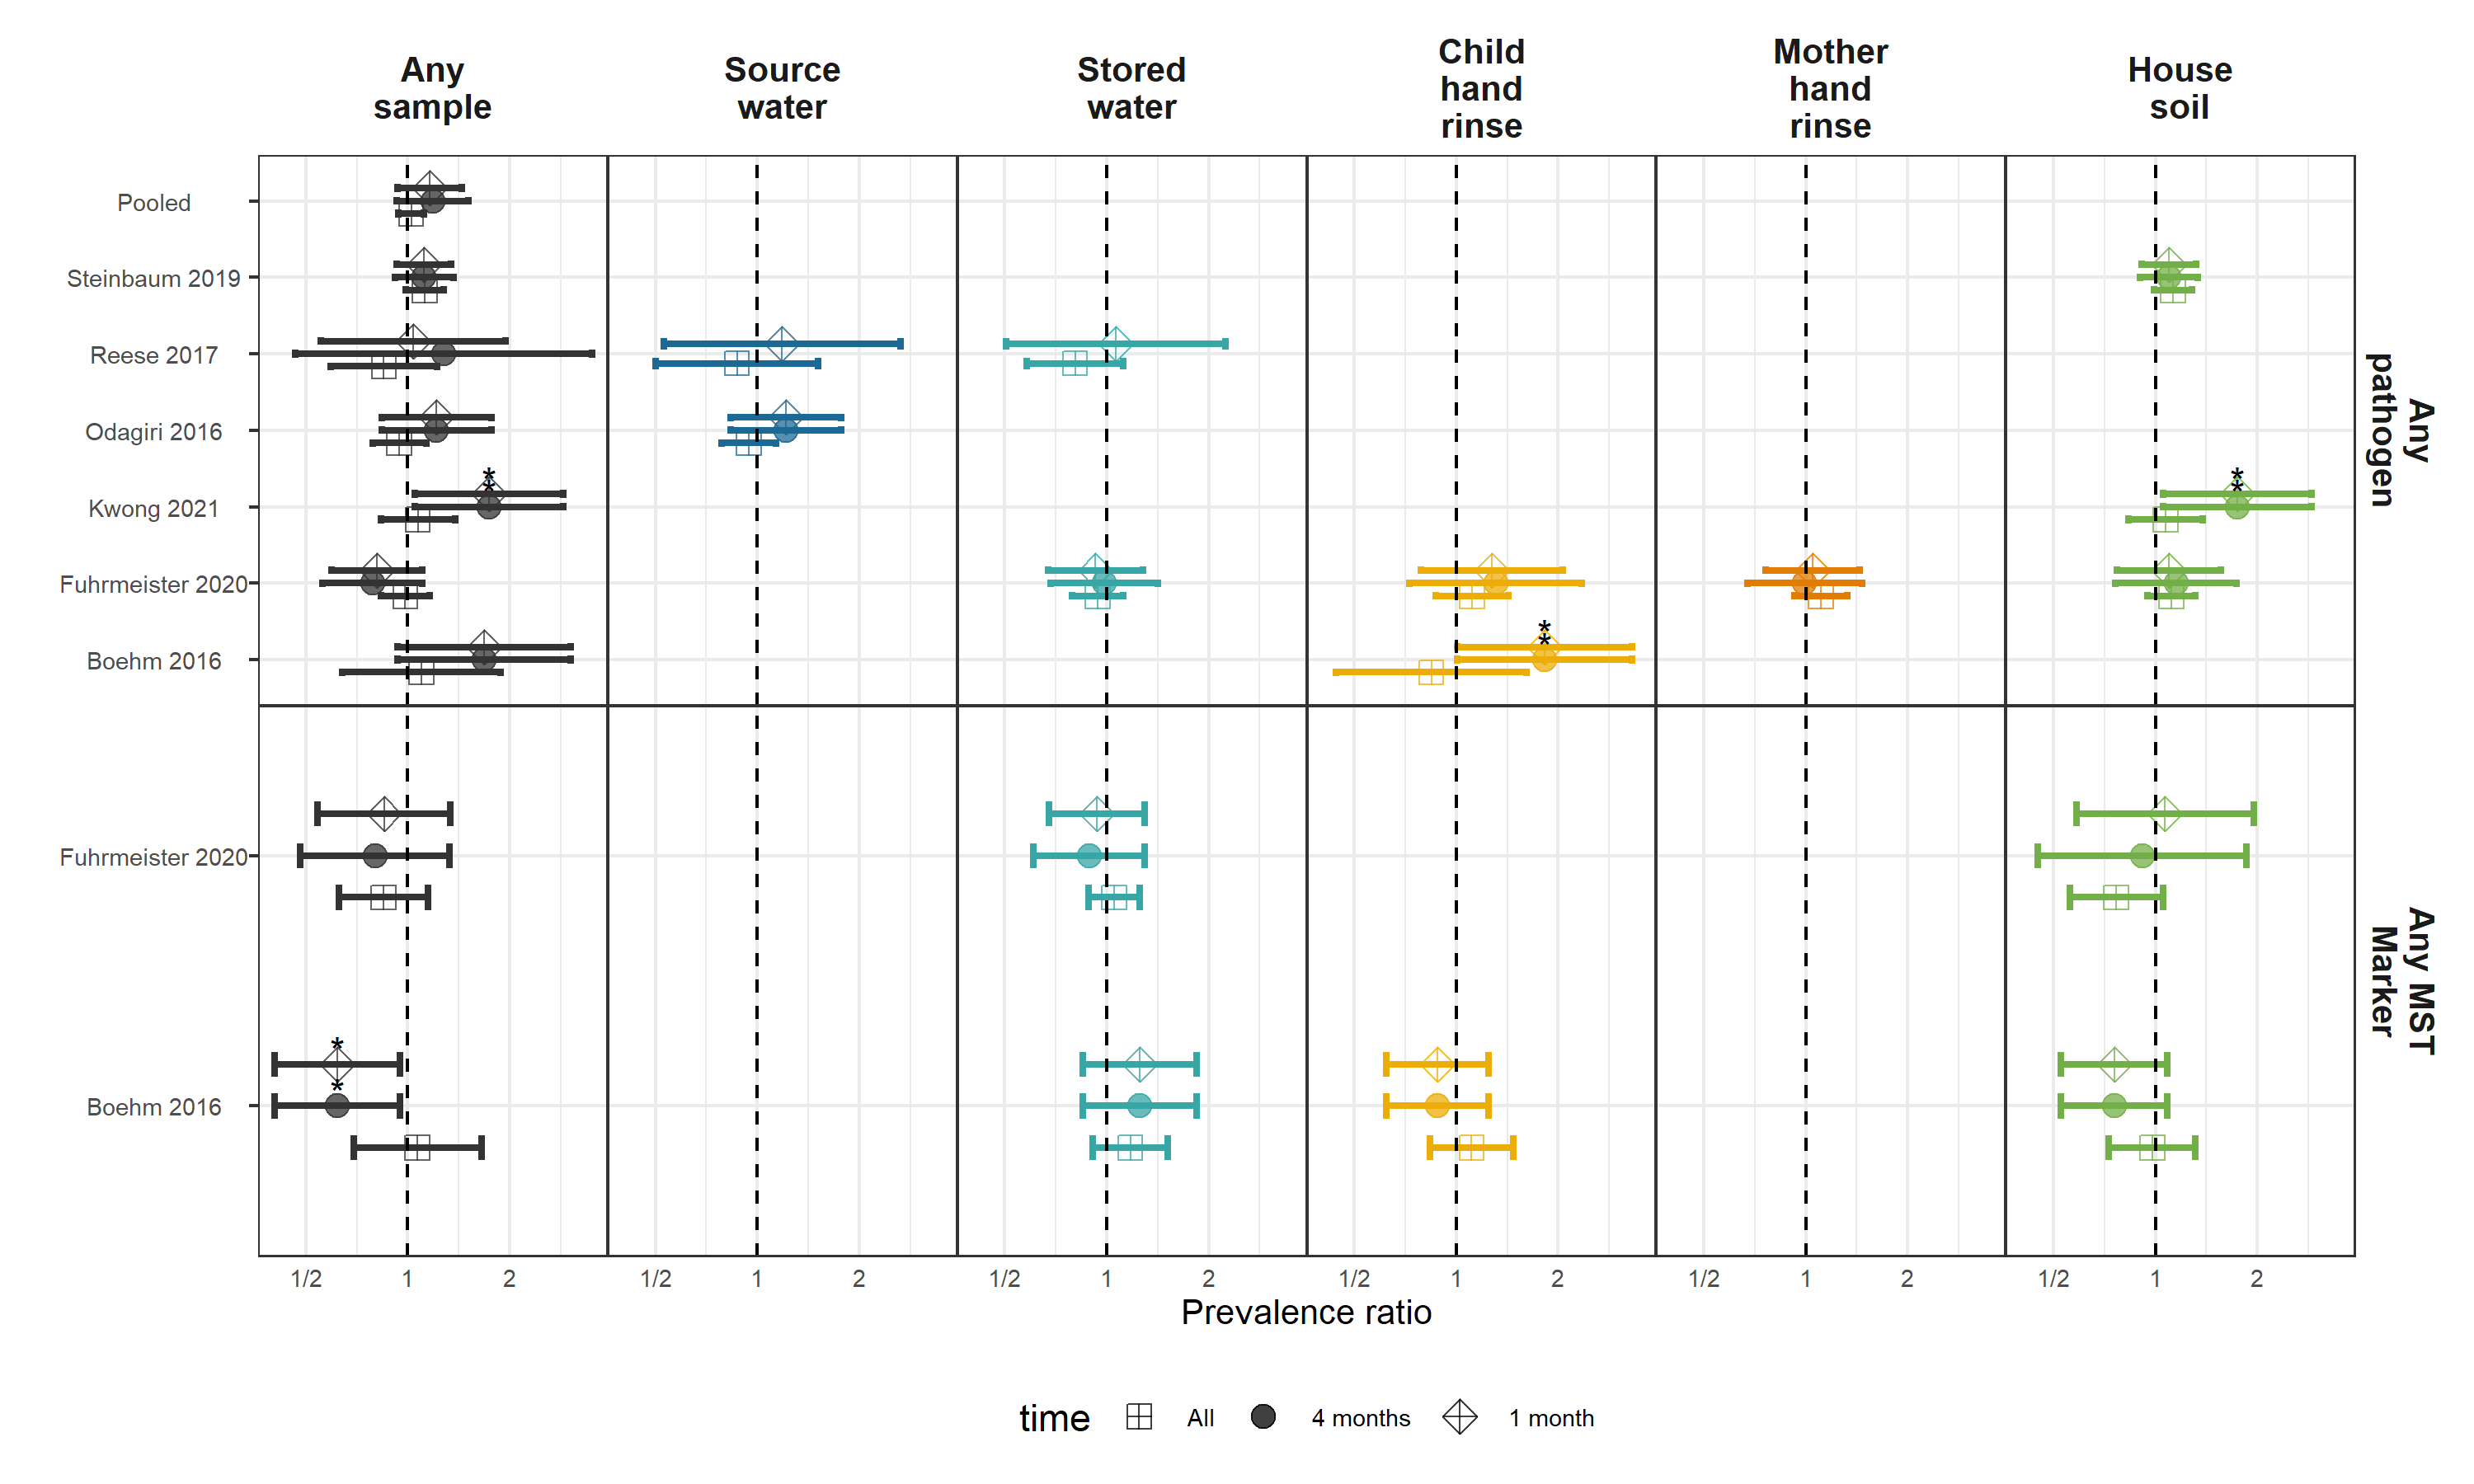 Any
sample
Source
water
Stored
water
Child
hand
rinse
Mother
hand
rinse
House
soil
Pooled
Steinbaum 2019
Reese 2017
Odagiri 2016
Kwong 2021
*
*
*
*
Fuhrmeister 2020
Boehm 2016
*
*
Any
pathogen
Fuhrmeister 2020
Boehm 2016
*
*
Any MST
Marker
1/2 1 2 1/2 1 2 1/2 1 2 1/2 1 2 1/2 1 2 1/2 1 2
Prevalence ratio
time All 4 months 1 month